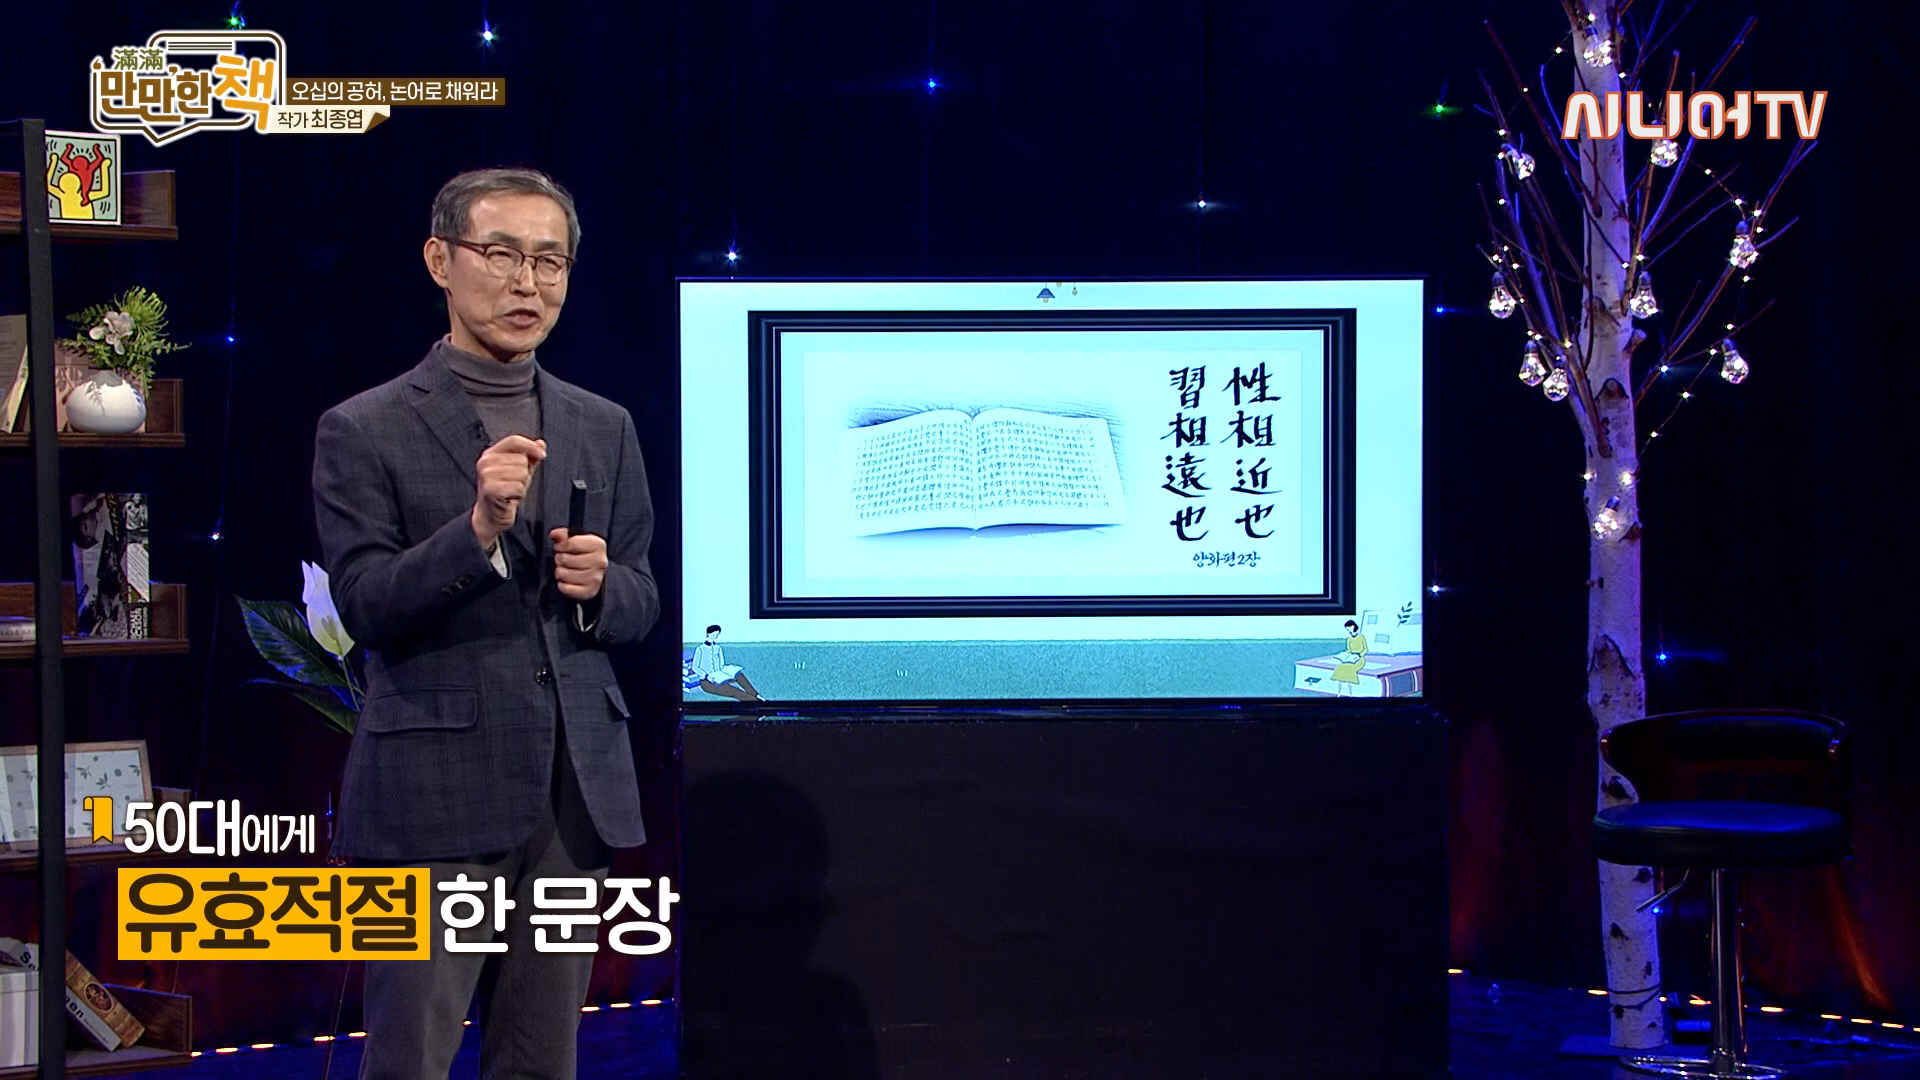 滿滿
'만만'한 책
오십의 공허, 논어로 채워라
작가 최종엽
시니어TV
性相近也
習相遠也
양화편 2장
50대에게
유효적절 한 문장